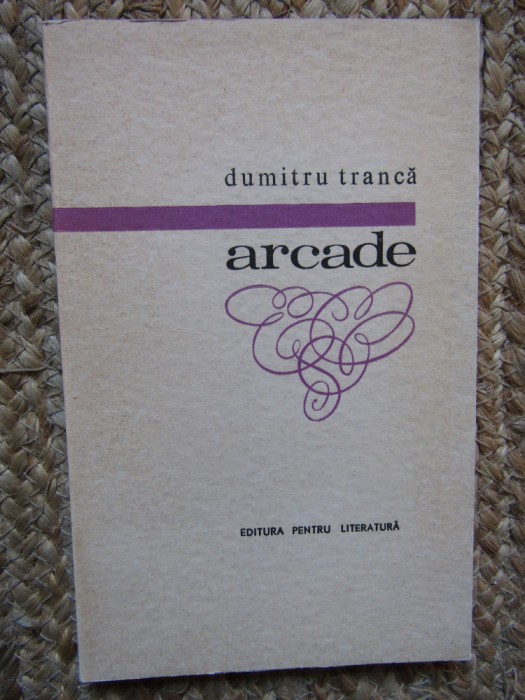 dumitru trancă
arcade
EDITURA PENTRU LITERATURĂ